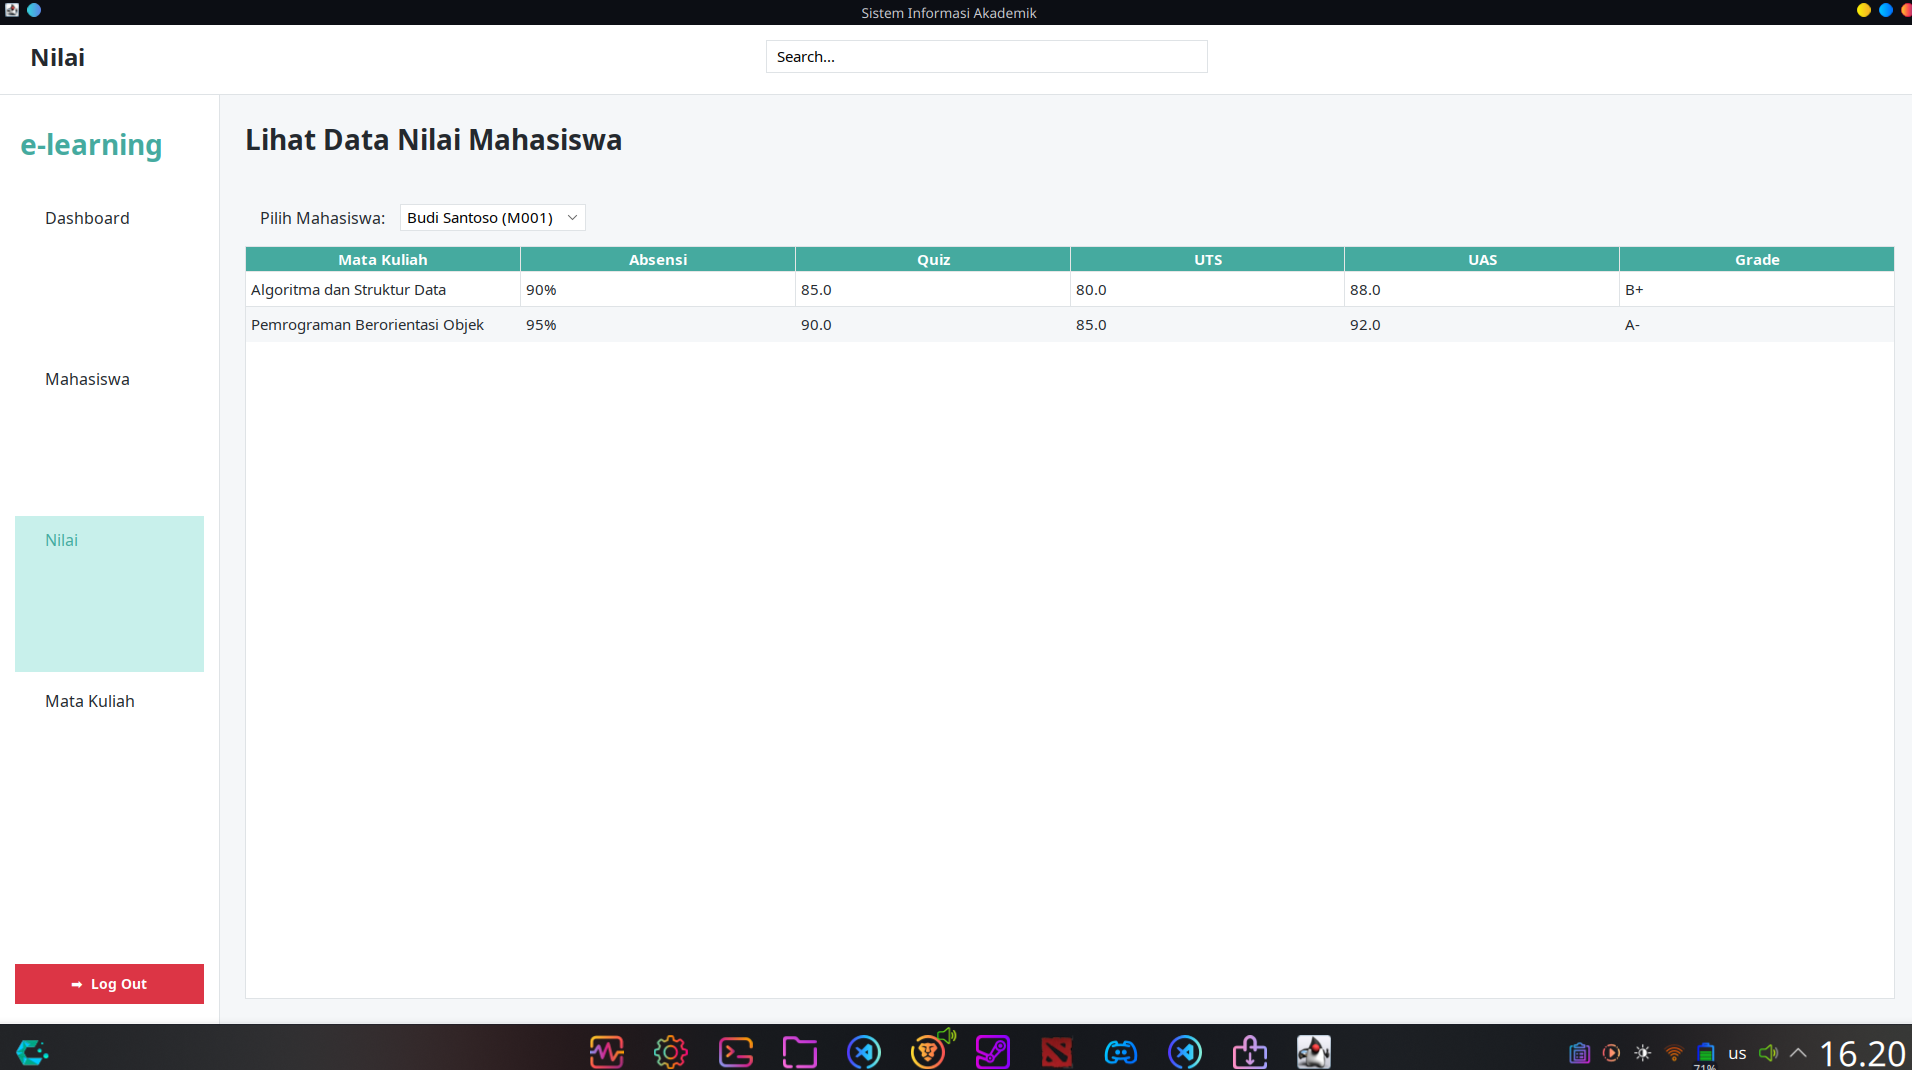 Sistem Informasi Akademik
Nilai
Search...
e-learning
Dashboard
Mahasiswa
Nilai
Mata Kuliah
➡ Log Out
Lihat Data Nilai Mahasiswa
Pilih Mahasiswa: Budi Santoso (M001)
Mata Kuliah Absensi Quiz UTS UAS Grade
Algoritma dan Struktur Data 90% 85.0 80.0 88.0 B+
Pemrograman Berorientasi Objek 95% 90.0 85.0 92.0 A-
us 16.20
71%